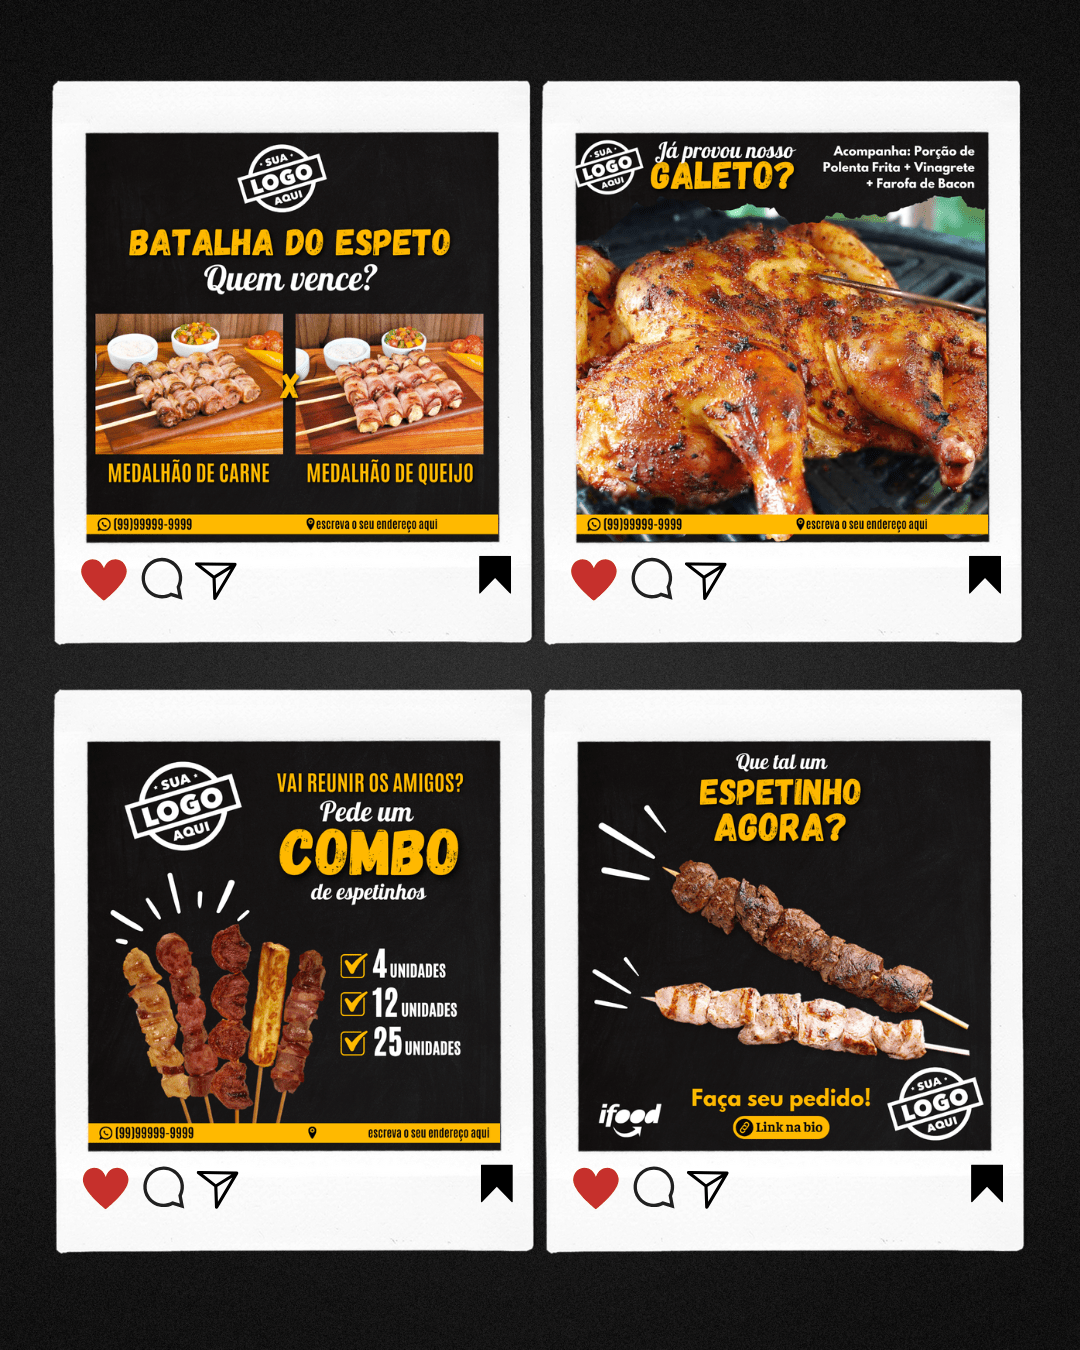 SUA
LOGO
AQUI
BATALHA DO ESPETO
Quem vence?
X
MEDALHÃO DE CARNE
MEDALHÃO DE QUEIJO
(99)99999-9999
escreva o seu endereço aqui
SUA
LOGO
AQUI
Já provou nosso
GALETO?
Acompanha: Porção de
Polenta Frita + Vinagrete
+ Farofa de Bacon
(99)99999-9999
escreva o seu endereço aqui
SUA
LOGO
AQUI
VAI REUNIR OS AMIGOS?
Pede um
COMBO
de espetinhos
4 UNIDADES
12 UNIDADES
25 UNIDADES
(99)99999-9999
escreva o seu endereço aqui
Que tal um
ESPETINHO
AGORA?
ifood
Faça seu pedido!
Link na bio
SUA
LOGO
AQUI